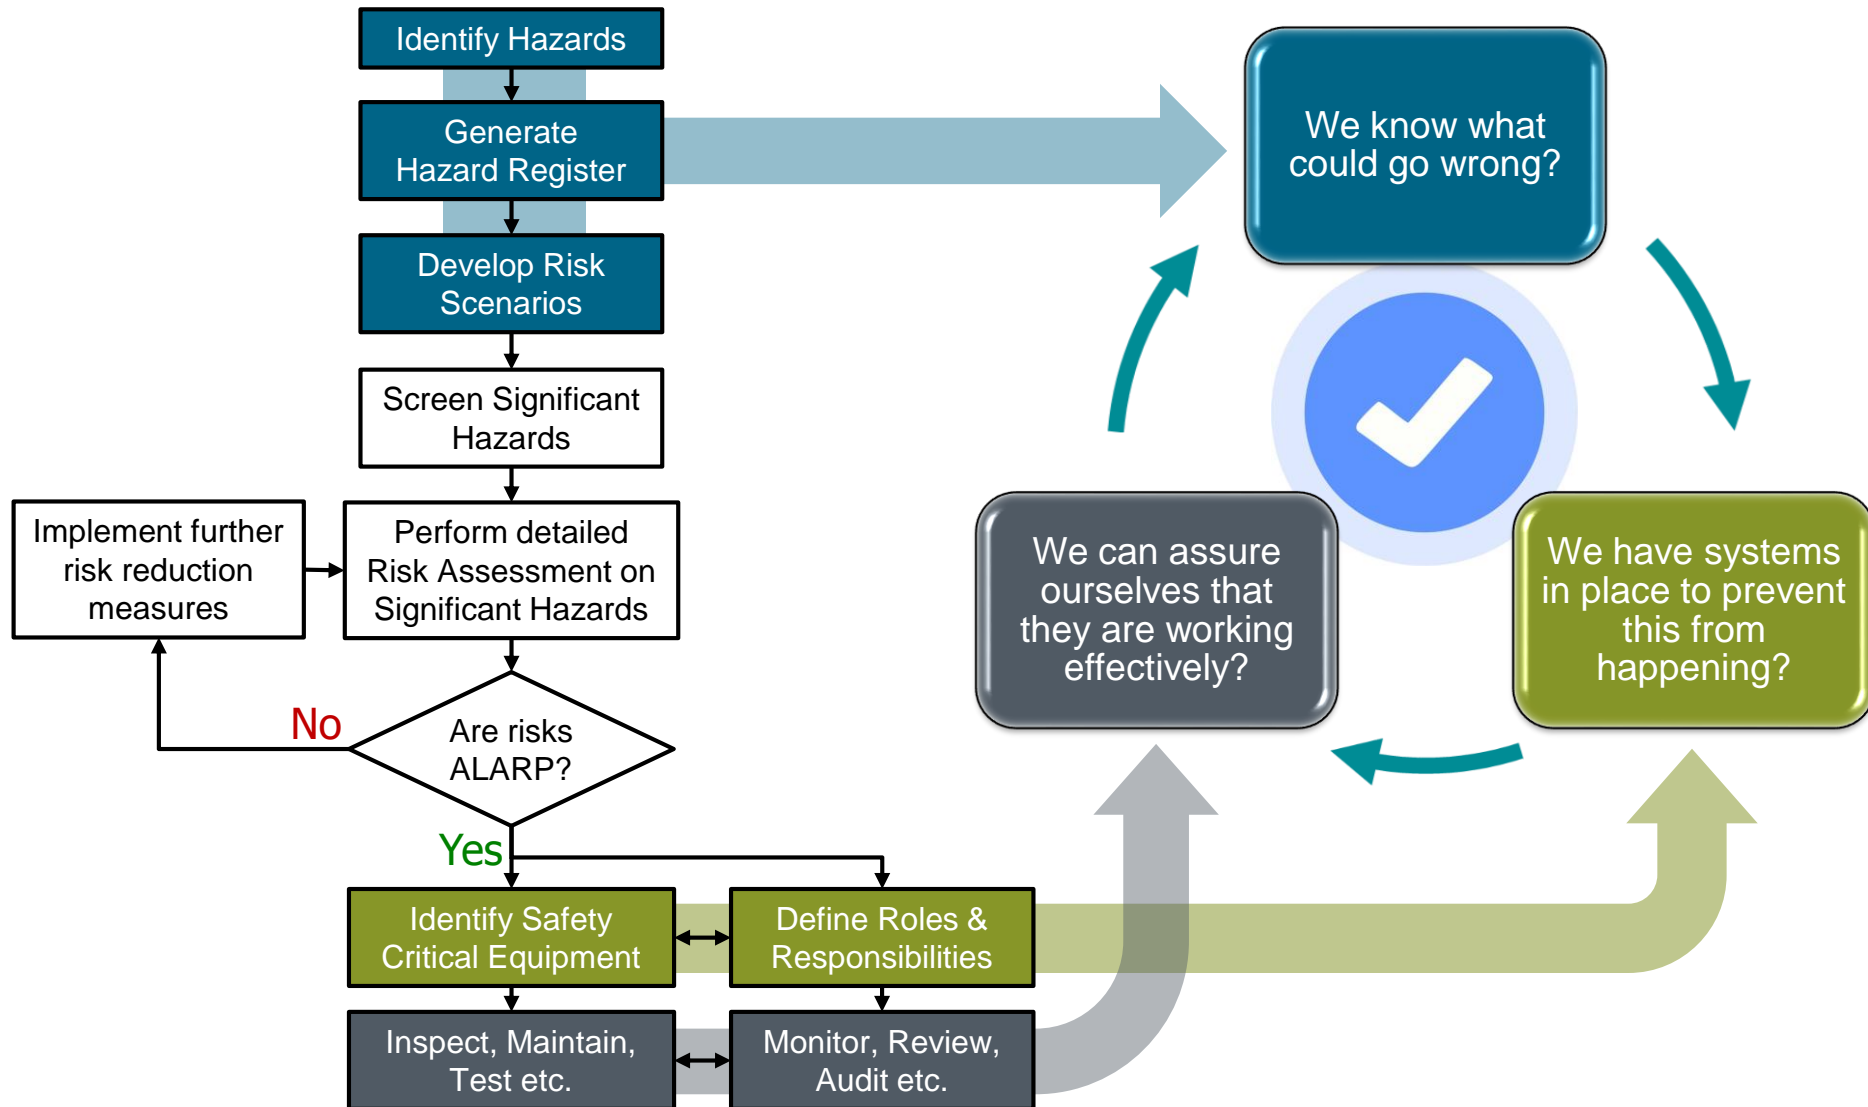 Identify Hazards
Generate
Hazard Register
Develop Risk
Scenarios
Screen Significant
Hazards
Implement further
risk reduction
measures
Perform detailed
Risk Assessment on
Significant Hazards
No
Are risks
ALARP?
Yes
Identify Safety
Critical Equipment
Define Roles &
Responsibilities
Inspect, Maintain,
Test etc.
Monitor, Review,
Audit etc.
We know what
could go wrong?
We can assure
ourselves that
they are working
effectively?
We have systems
in place to prevent
this from
happening?